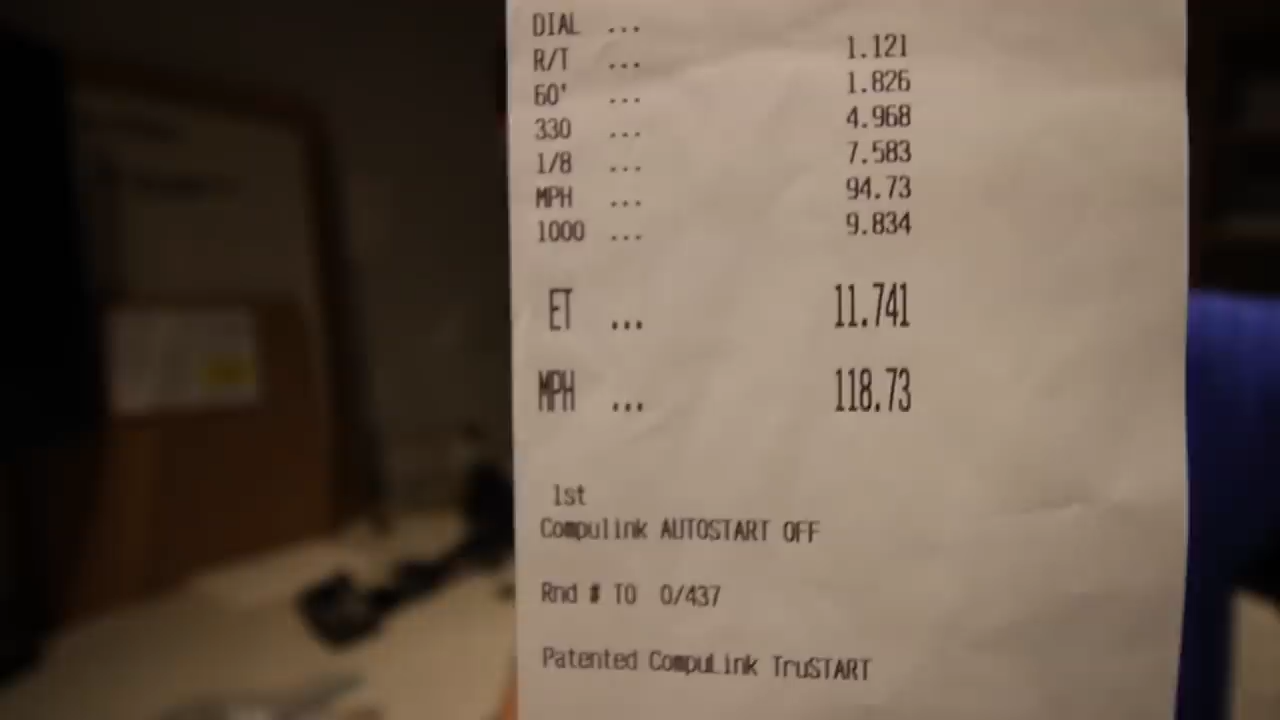 DIAL ...
R/T ... 1.121
60' ... 1.826
330 ... 4.968
1/8 ... 7.583
MPH ... 94.73
1000 ... 9.834
ET ... 11.741
MPH ... 118.73
1st
Compulink AUTOSTART OFF
Rnd # TO 0/437
Patented CompuLink TruSTART